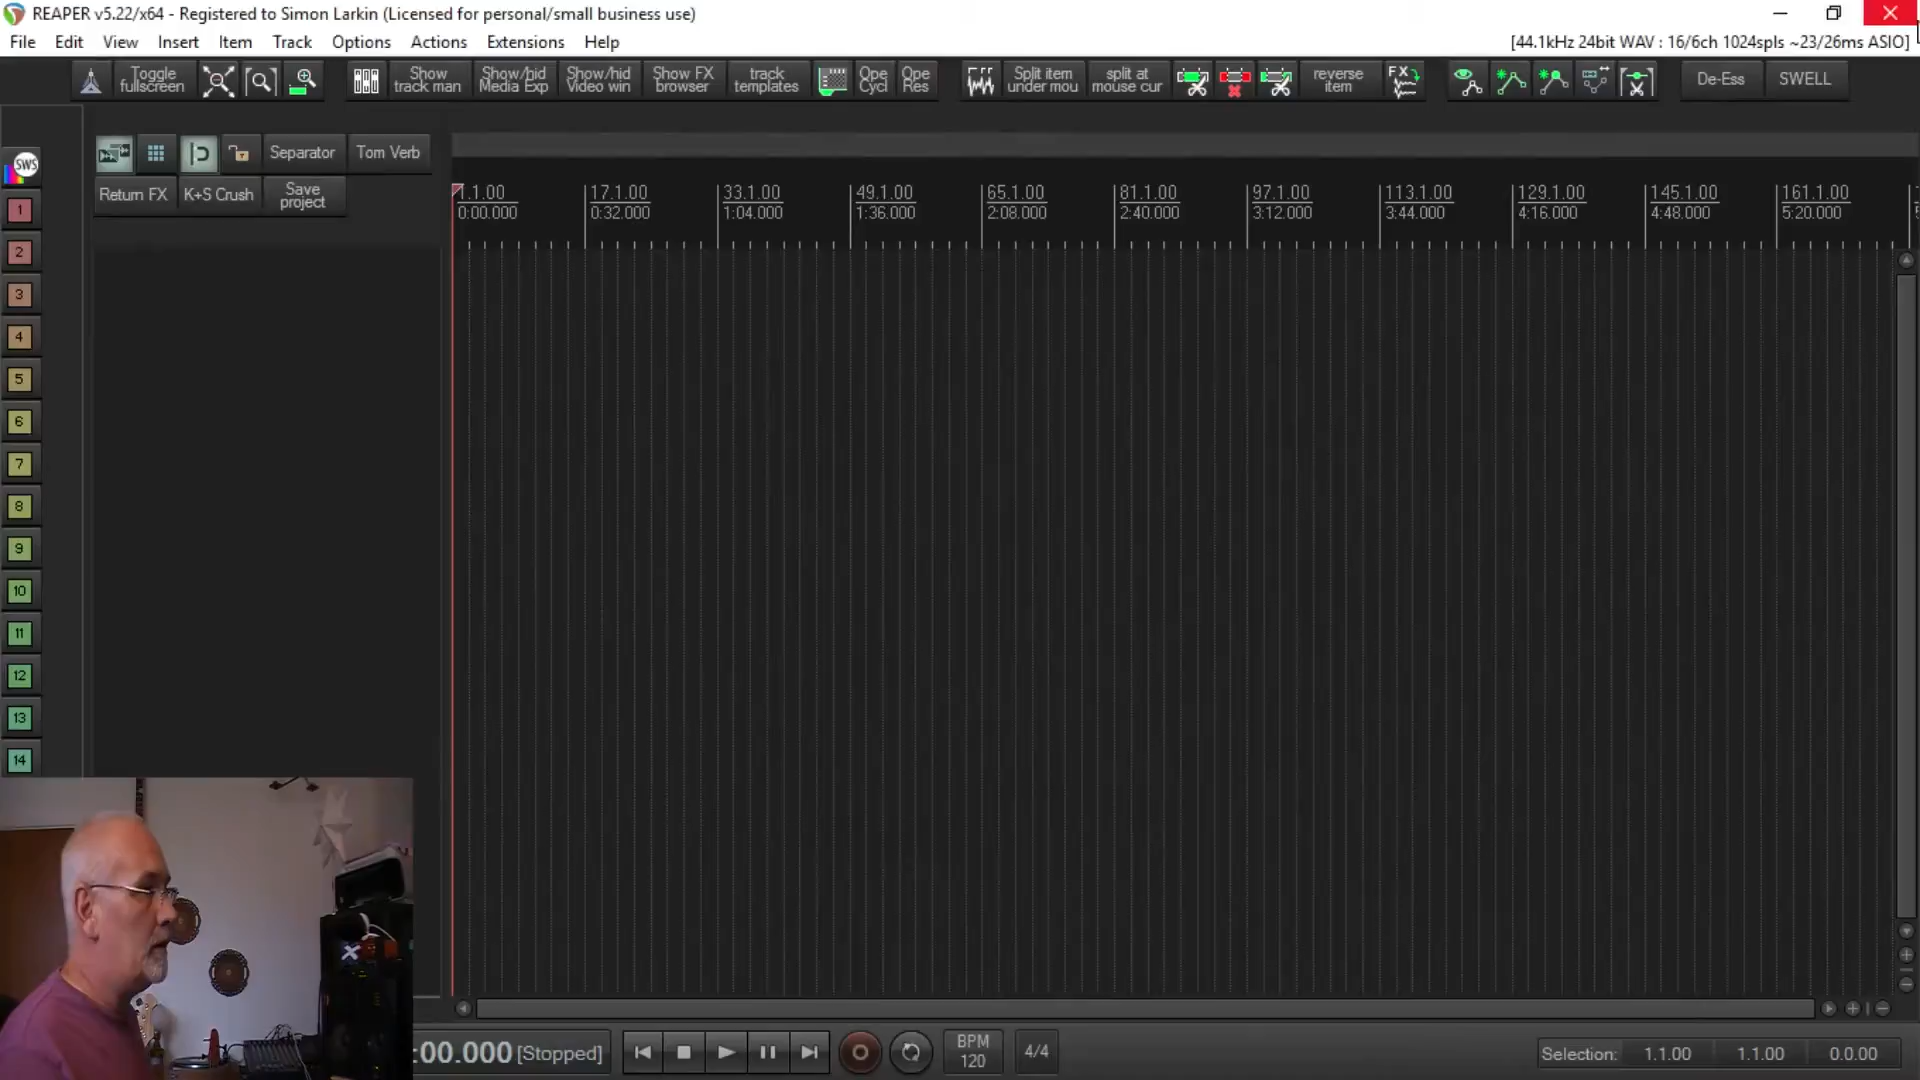 REAPER v5.22/x64 - Registered to Simon Larkin (Licensed for personal/small business use)
File Edit View Insert Item Track Options Actions Extensions Help
[44.1kHz 24bit WAV : 16/6ch 1024spls ~23/26ms ASIO]
Toggle fullscreen
Show track man
Show/hid Media Exp
Show/hid Video win
Show FX browser
track templates
Ope Cycl
Ope Res
Split item under mou
split at mouse cur
reverse item
FX
De-Ess
SWELL
SWS
Separator
Tom Verb
Return FX
K+S Crush
Save project
1.1.00 17.1.00 33.1.00 49.1.00 65.1.00 81.1.00 97.1.00 113.1.00 129.1.00 145.1.00 161.1.00
0:00.000 0:32.000 1:04.000 1:36.000 2:08.000 2:40.000 3:12.000 3:44.000 4:16.000 4:48.000 5:20.000
1
2
3
4
5
6
7
8
9
10
11
12
13
14
:00.000 [Stopped]
BPM
120
4/4
Selection: 1.1.00 1.1.00 0.0.00